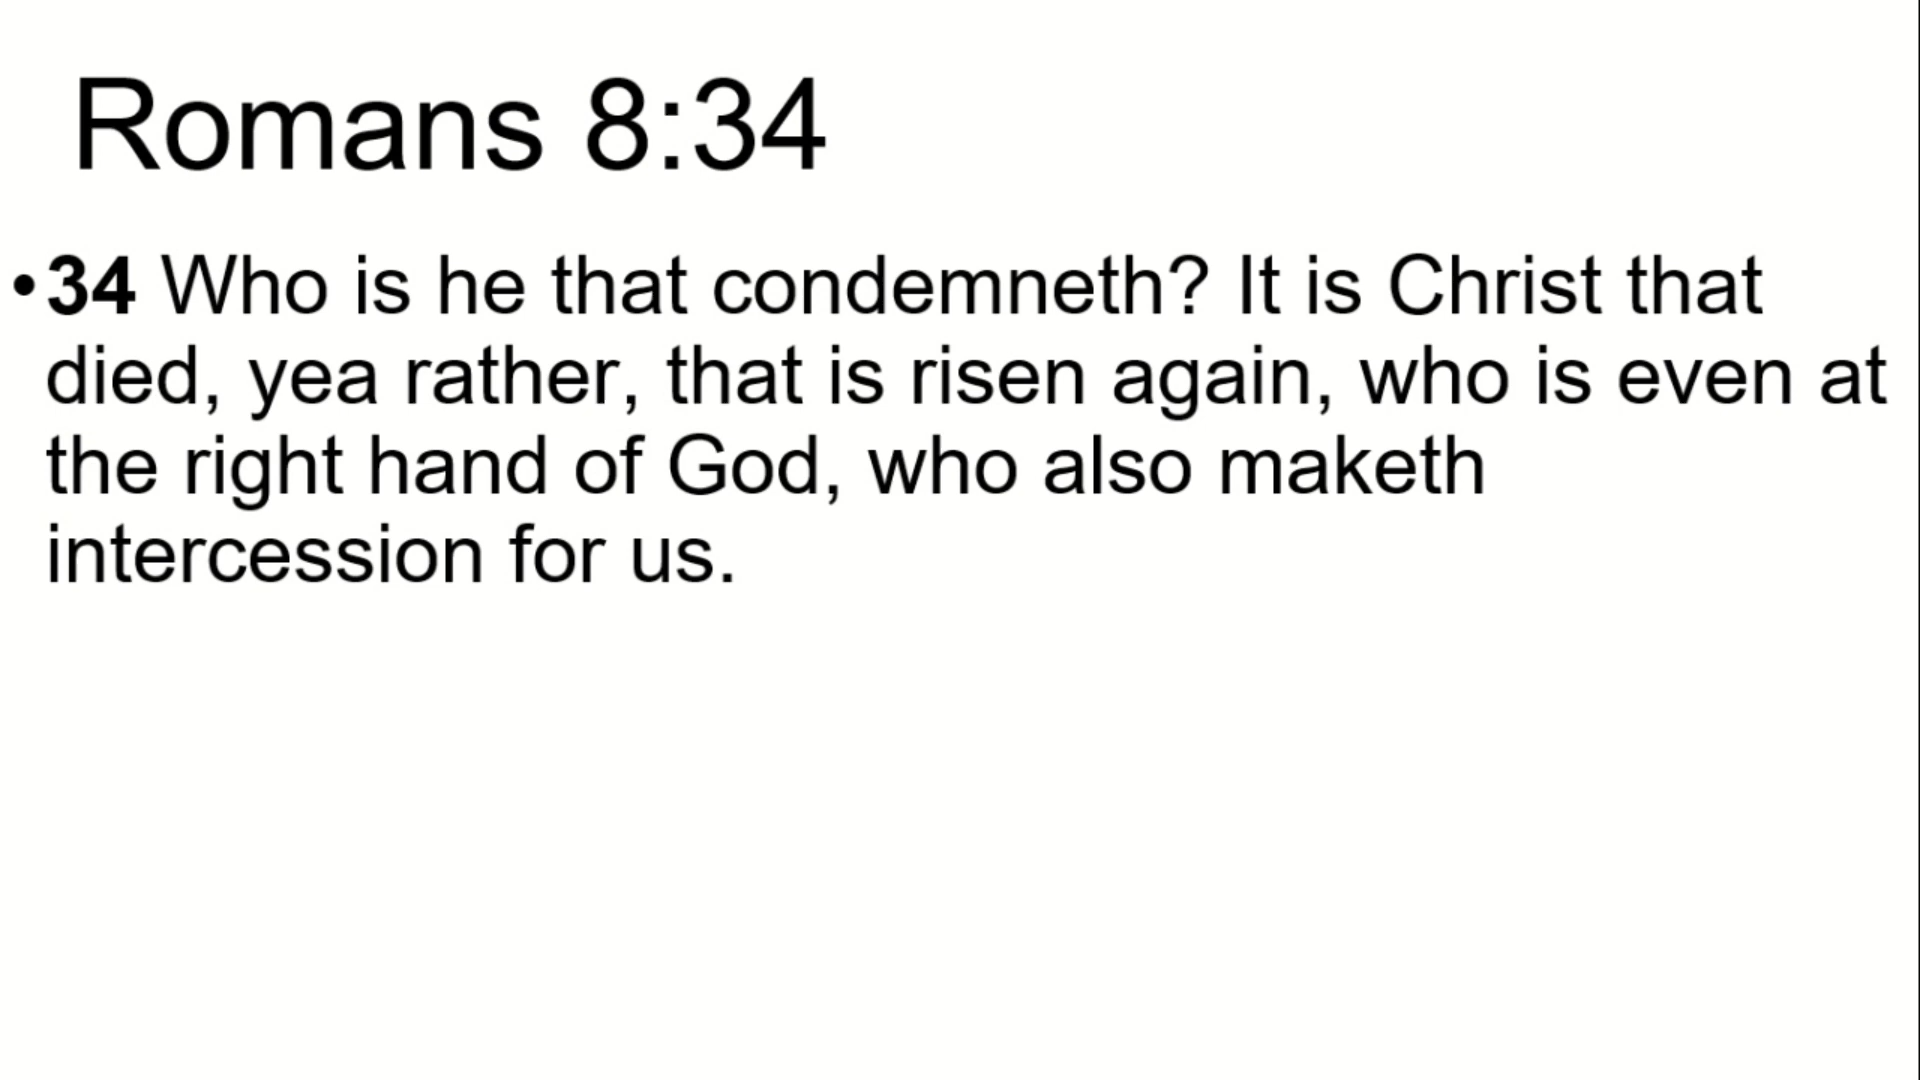 Romans 8:34
•34 Who is he that condemneth? It is Christ that
died, yea rather, that is risen again, who is even at
the right hand of God, who also maketh
intercession for us.